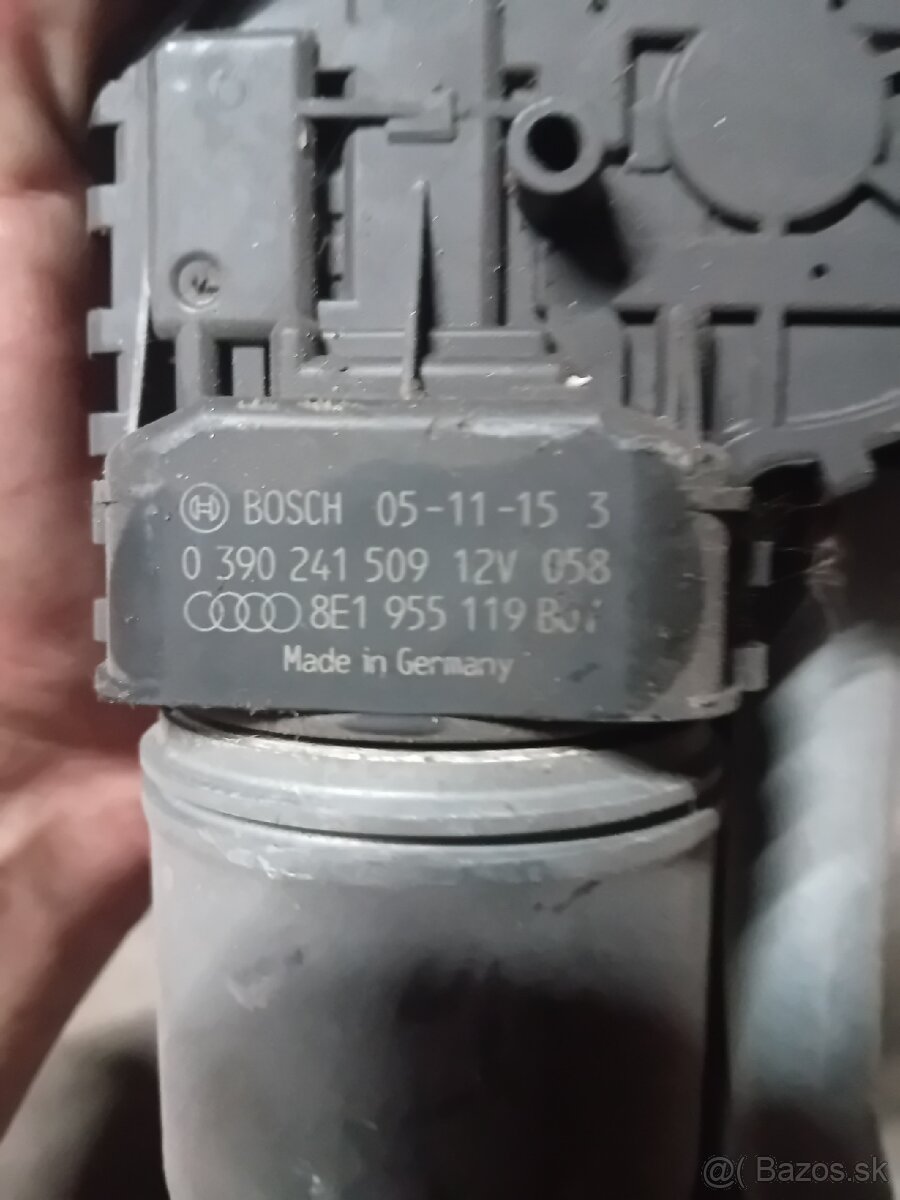 BOSCH 05-11-15 3
0 390 241 509 12V 058
8E1 955 119
Made in Germany
@( Bazos.sk